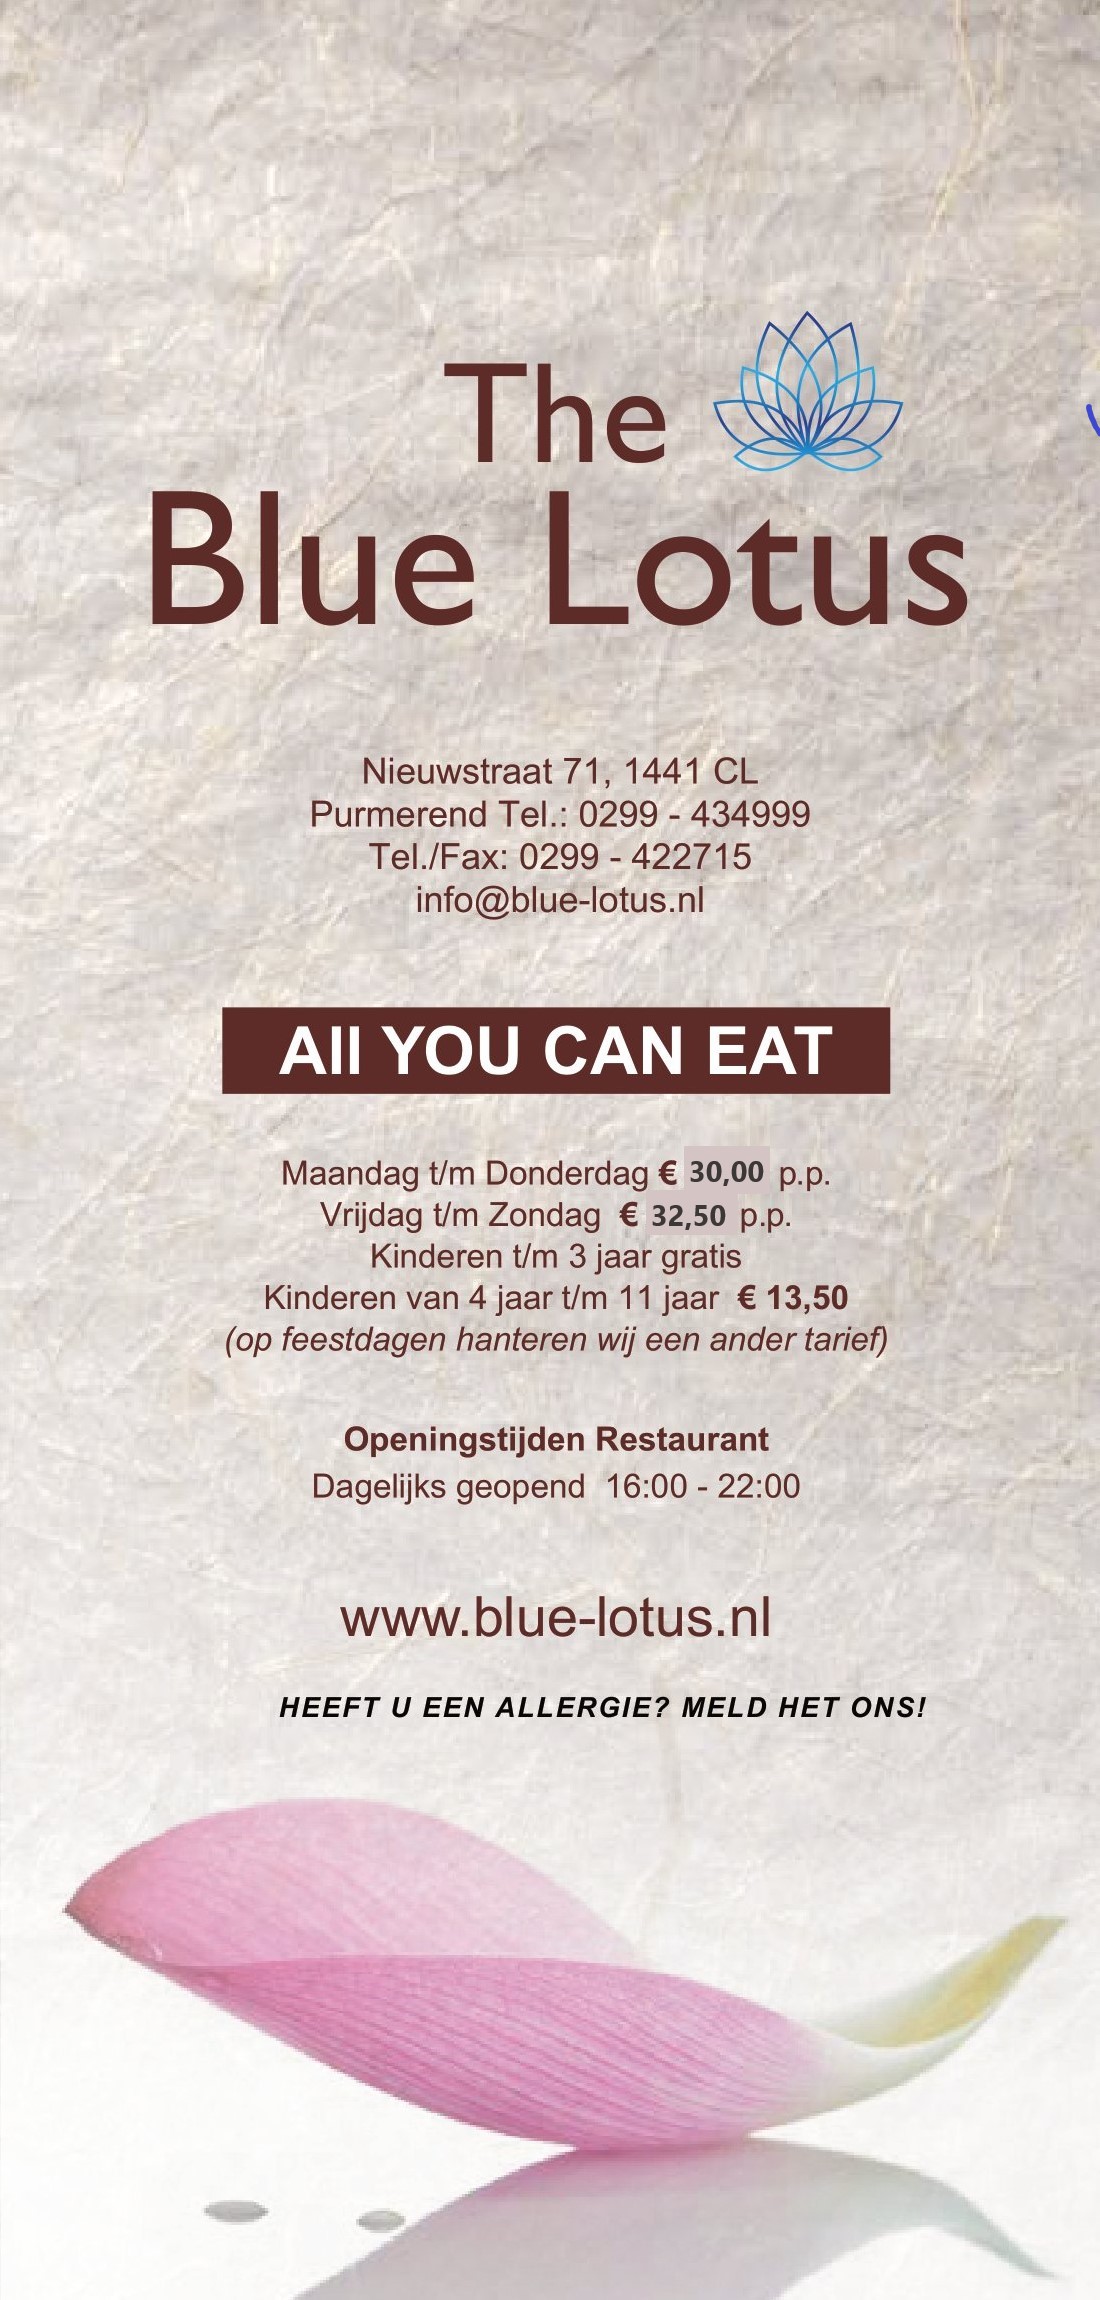 The
Blue Lotus
Nieuwstraat 71, 1441 CL
Purmerend Tel.: 0299 - 434999
Tel./Fax: 0299 - 422715
info@blue-lotus.nl
All YOU CAN EAT
Maandag t/m Donderdag € 30,00 p.p.
Vrijdag t/m Zondag € 32,50 p.p.
Kinderen t/m 3 jaar gratis
Kinderen van 4 jaar t/m 11 jaar € 13,50
(op feestdagen hanteren wij een ander tarief)
Openingstijden Restaurant
Dagelijks geopend 16:00 - 22:00
www.blue-lotus.nl
HEEFT U EEN ALLERGIE? MELD HET ONS!